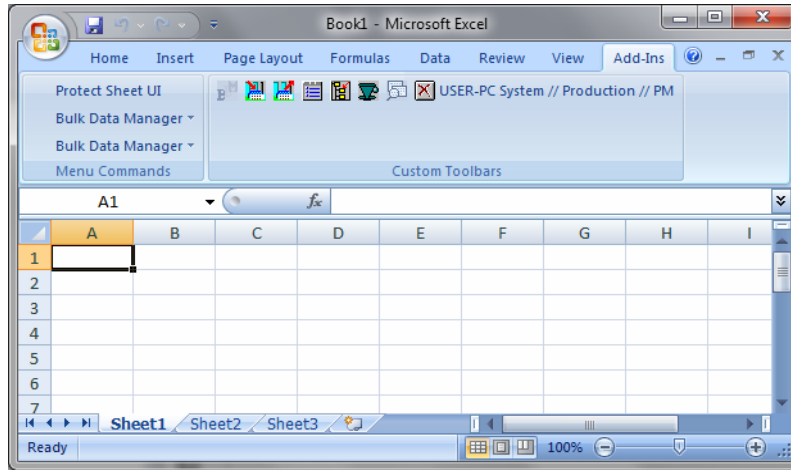 Book1 - Microsoft Excel
Home Insert Page Layout Formulas Data Review View Add-Ins
Protect Sheet UI
BM USER-PC System // Production // PM
Bulk Data Manager
Bulk Data Manager
Menu Commands
Custom Toolbars
A1
fx
A B C D E F G H I
1
2
3
4
5
6
7
Sheet1 Sheet2 Sheet3
Ready
100%